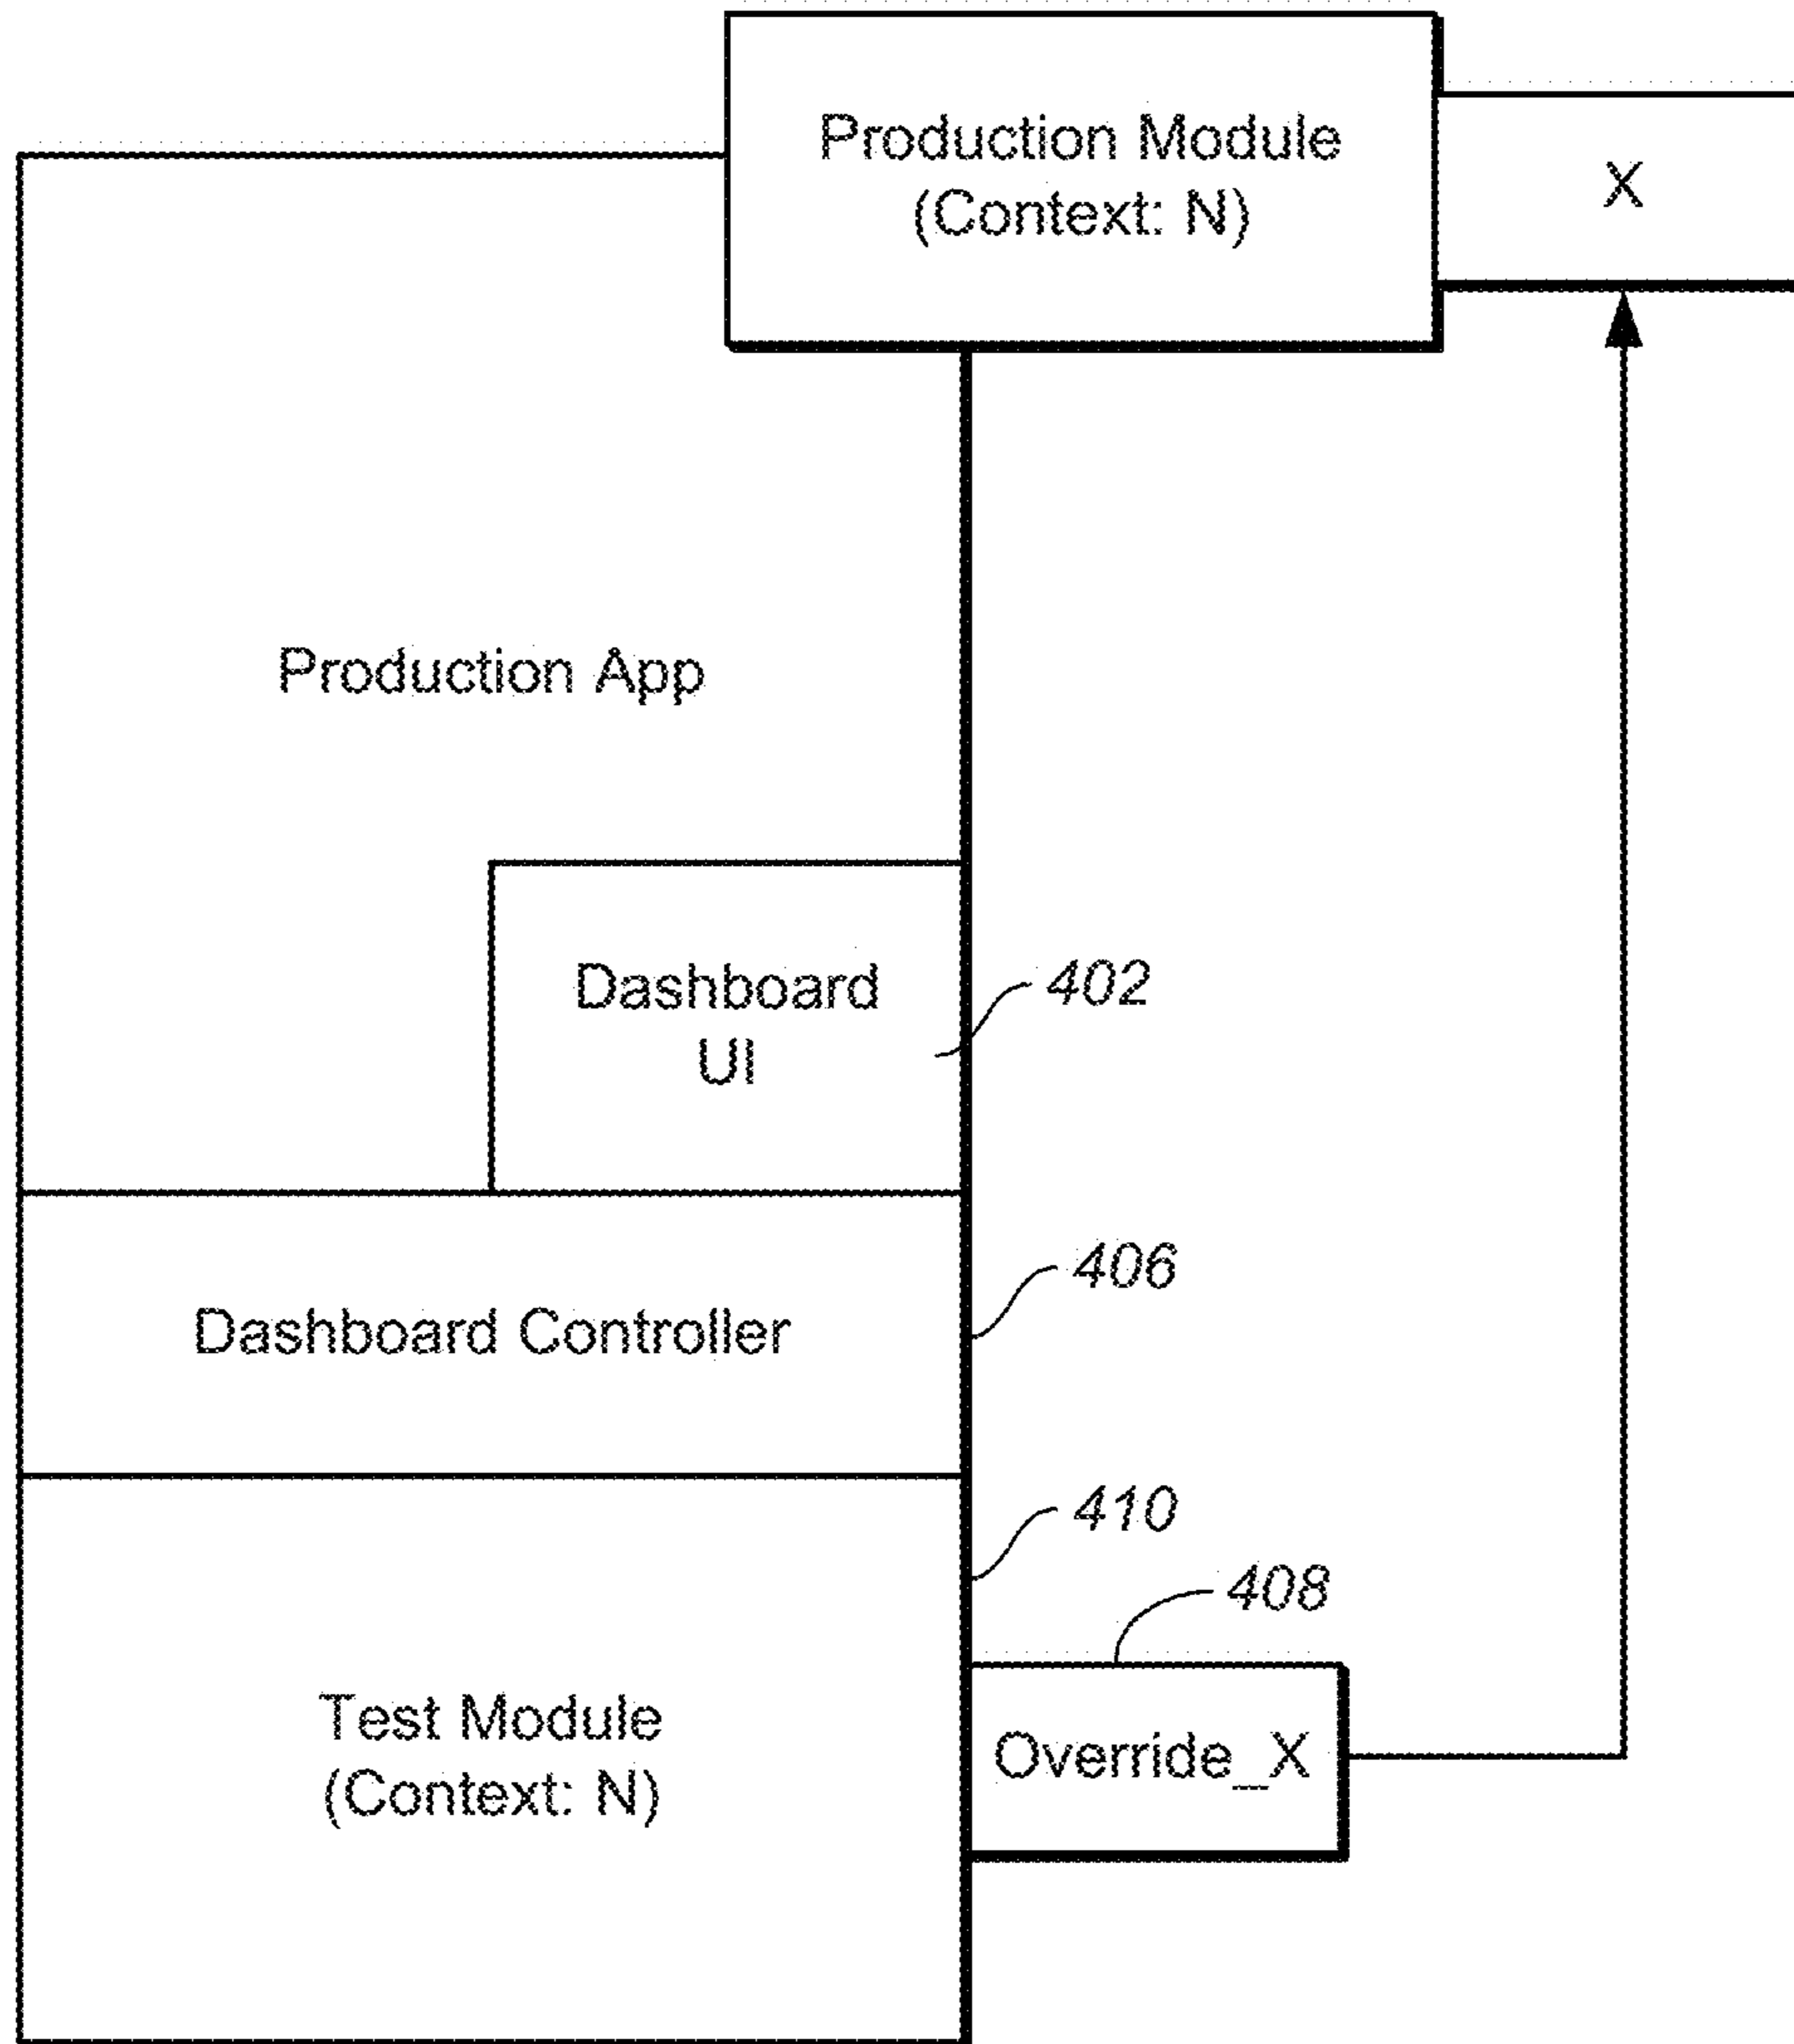 Production Module
(Context: N)
X
Production App
Dashboard
UI
402
406
Dashboard Controller
410
408
Test Module
(Context: N)
Override_X